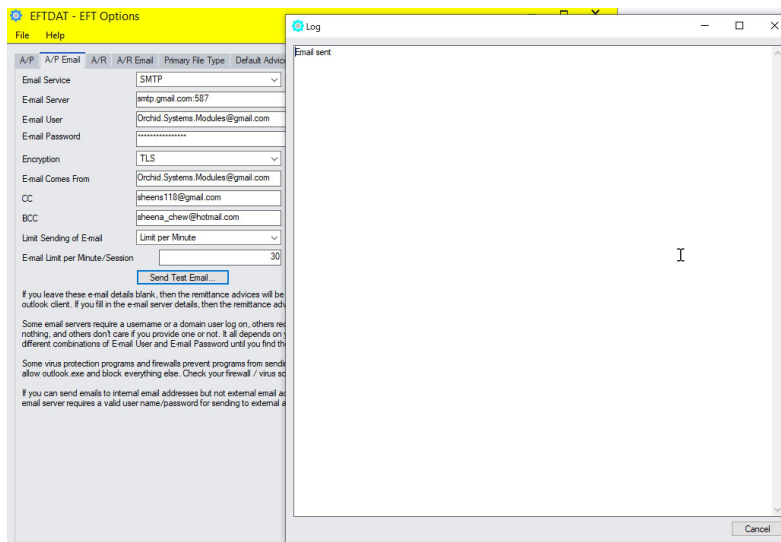 EFTDAT - EFT Options
File Help
A/P A/P Email A/R A/R Email Primary File Type Default Advice
Email Service SMTP
E-mail Server smtp.gmail.com:587
E-mail User Orchid.Systems.Modules@gmail.com
E-mail Password ****************
Encryption TLS
E-mail Comes From Orchid.Systems.Modules@gmail.com
CC sheens118@gmail.com
BCC sheena_chew@hotmail.com
Limit Sending of E-mail Limit per Minute
E-mail Limit per Minute/Session 30
Send Test Email...
If you leave these e-mail details blank, then the remittance advices will be
outlook client. If you fill in the e-mail server details, then the remittance adv
Some email servers require a username or a domain user log on, others req
nothing, and others don't care if you provide one or not. It all depends on
different combinations of E-mail User and E-mail Password until you find th
Some virus protection programs and firewalls prevent programs from sendi
allow outlook.exe and block everything else. Check your firewall / virus sc
If you can send emails to internal email addresses but not external email ad
email server requires a valid user name/password for sending to external a
Log
Email sent
Cancel